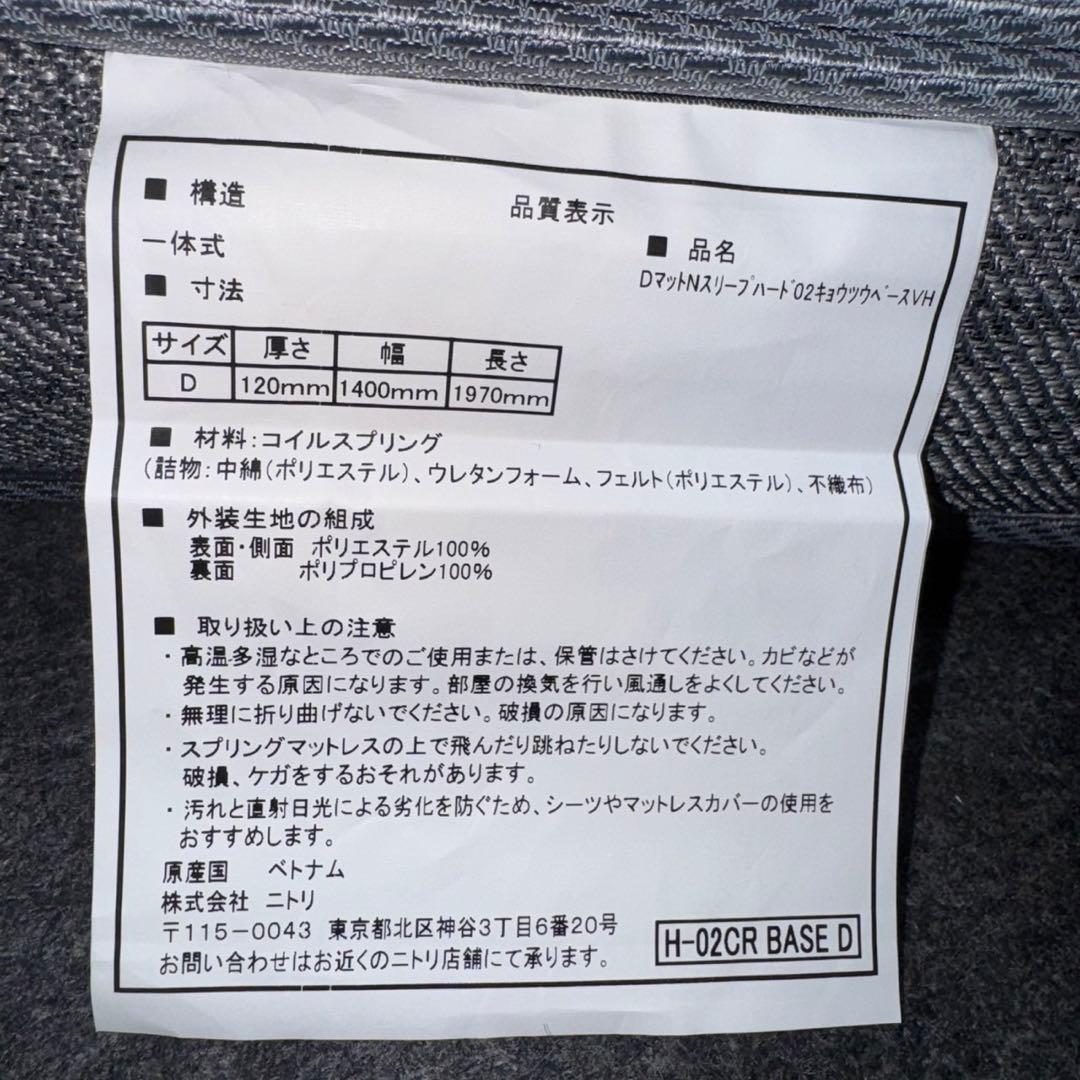 品質表示
■ 構造
一体式
■ 品名
DマットNスリープハード02キョウツウベースVH
■ 寸法
サイズ 厚さ 幅 長さ
D 120mm 1400mm 1970mm
■ 材料:コイルスプリング
(詰物:中綿(ポリエステル)、ウレタンフォーム、フェルト(ポリエステル)、不織布)
■ 外装生地の組成
表面・側面 ポリエステル100%
裏面 ポリプロピレン100%
■ 取り扱い上の注意
・高温多湿なところでのご使用または、保管はさけてください。カビなどが
発生する原因になります。部屋の換気を行い風通しをよくしてください。
・無理に折り曲げないでください。破損の原因になります。
・スプリングマットレスの上で飛んだり跳ねたりしないでください。
破損、ケガをするおそれがあります。
・汚れと直射日光による劣化を防ぐため、シーツやマットレスカバーの使用を
おすすめします。
原産国 ベトナム
株式会社 ニトリ
〒115-0043 東京都北区神谷3丁目6番20号
お問い合わせはお近くのニトリ店舗にて承ります。
H-02CR BASE D